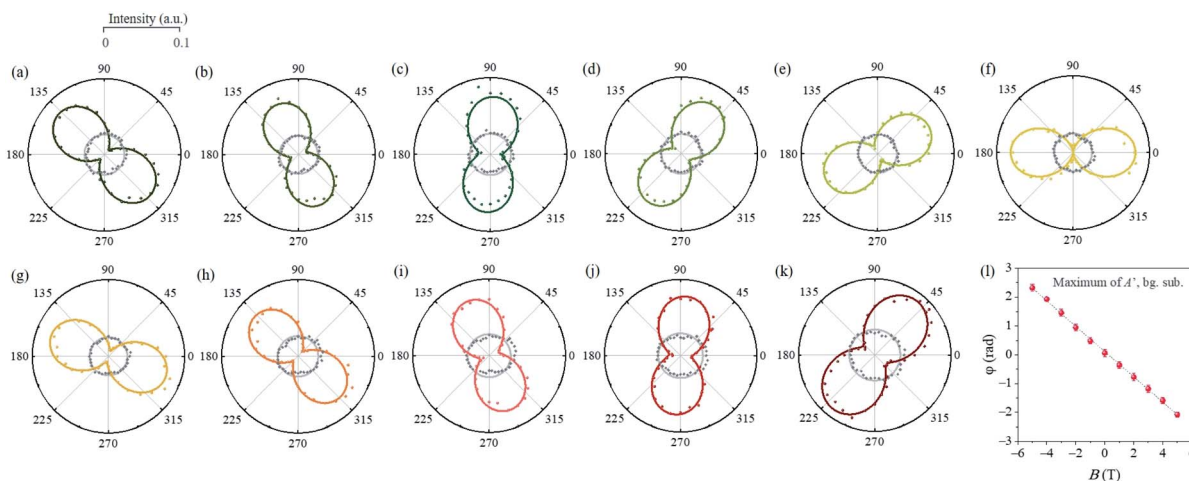 Intensity (a.u.)
0 0.1
(a) 90 135 45 180 0 225 315 270
(b) 90 135 45 180 0 225 315 270
(c) 90 135 45 180 0 225 315 270
(d) 90 135 45 180 0 225 315 270
(e) 90 135 45 180 0 225 315 270
(f) 90 135 45 180 0 225 315 270
(g) 90 135 45 180 0 225 315 270
(h) 90 135 45 180 0 225 315 270
(i) 90 135 45 180 0 225 315 270
(j) 90 135 45 180 0 225 315 270
(k) 90 135 45 180 0 225 315 270
(l)
Maximum of A', bg. sub.
φ (rad)
3
2
1
0
−1
−2
−3
−6 −4 −2 0 2 4
B (T)